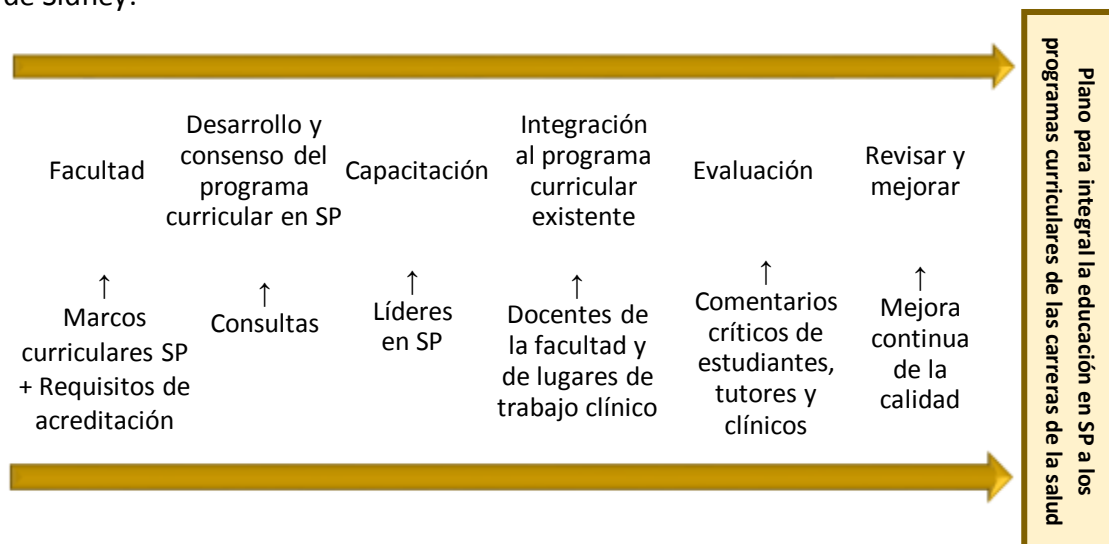 de Sidney.
Facultad
Desarrollo y
consenso del
programa
curricular en SP
Capacitación
Integración
al programa
curricular
existente
Evaluación
Revisar y
mejorar
↑
Marcos
curriculares SP
+ Requisitos de
acreditación
↑
Consultas
↑
Líderes
en SP
↑
Docentes de
la facultad y
de lugares de
trabajo clínico
↑
Comentarios
críticos de
estudiantes,
tutores y
clínicos
↑
Mejora
continua
de la
calidad
Plano para integral la educación en SP a los
programas curriculares de las carreras de la salud